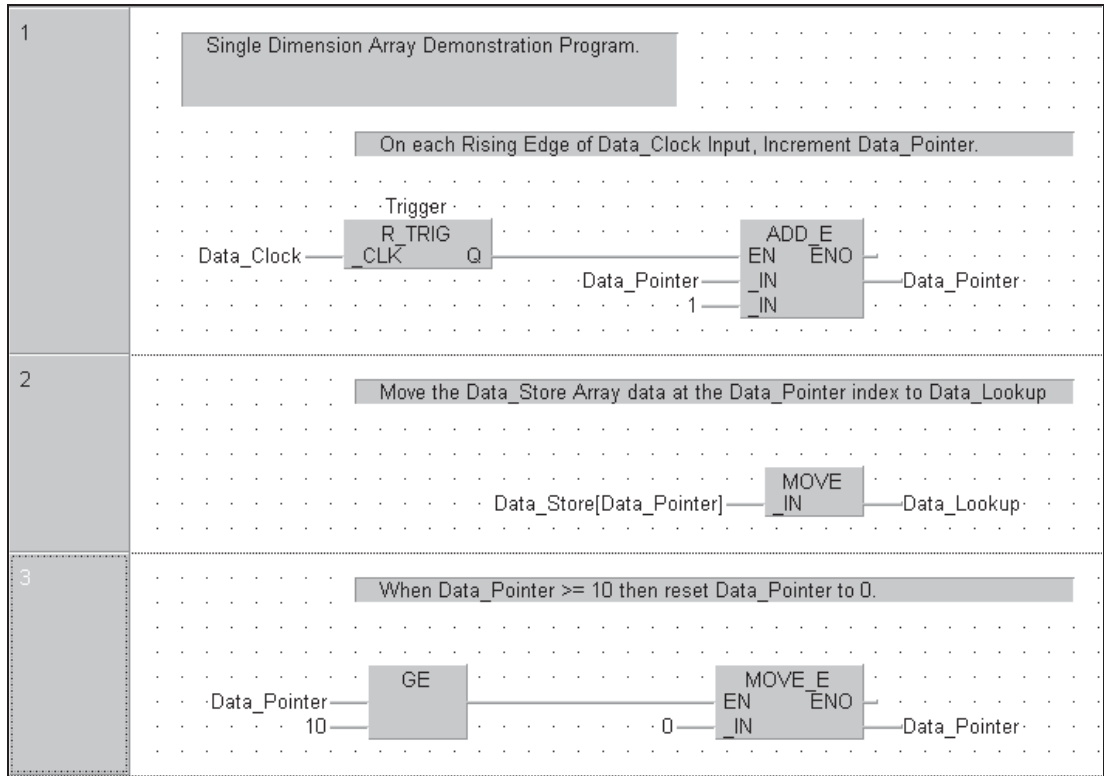 1
Single Dimension Array Demonstration Program.
On each Rising Edge of Data_Clock Input, Increment Data_Pointer.
Trigger
R_TRIG
Data_Clock _CLK Q
ADD_E
EN ENO
Data_Pointer _IN Data_Pointer
1 _IN
2
Move the Data_Store Array data at the Data_Pointer index to Data_Lookup
MOVE
Data_Store[Data_Pointer] _IN Data_Lookup
3
When Data_Pointer >= 10 then reset Data_Pointer to 0.
GE
Data_Pointer
10
MOVE_E
EN ENO
0 _IN Data_Pointer